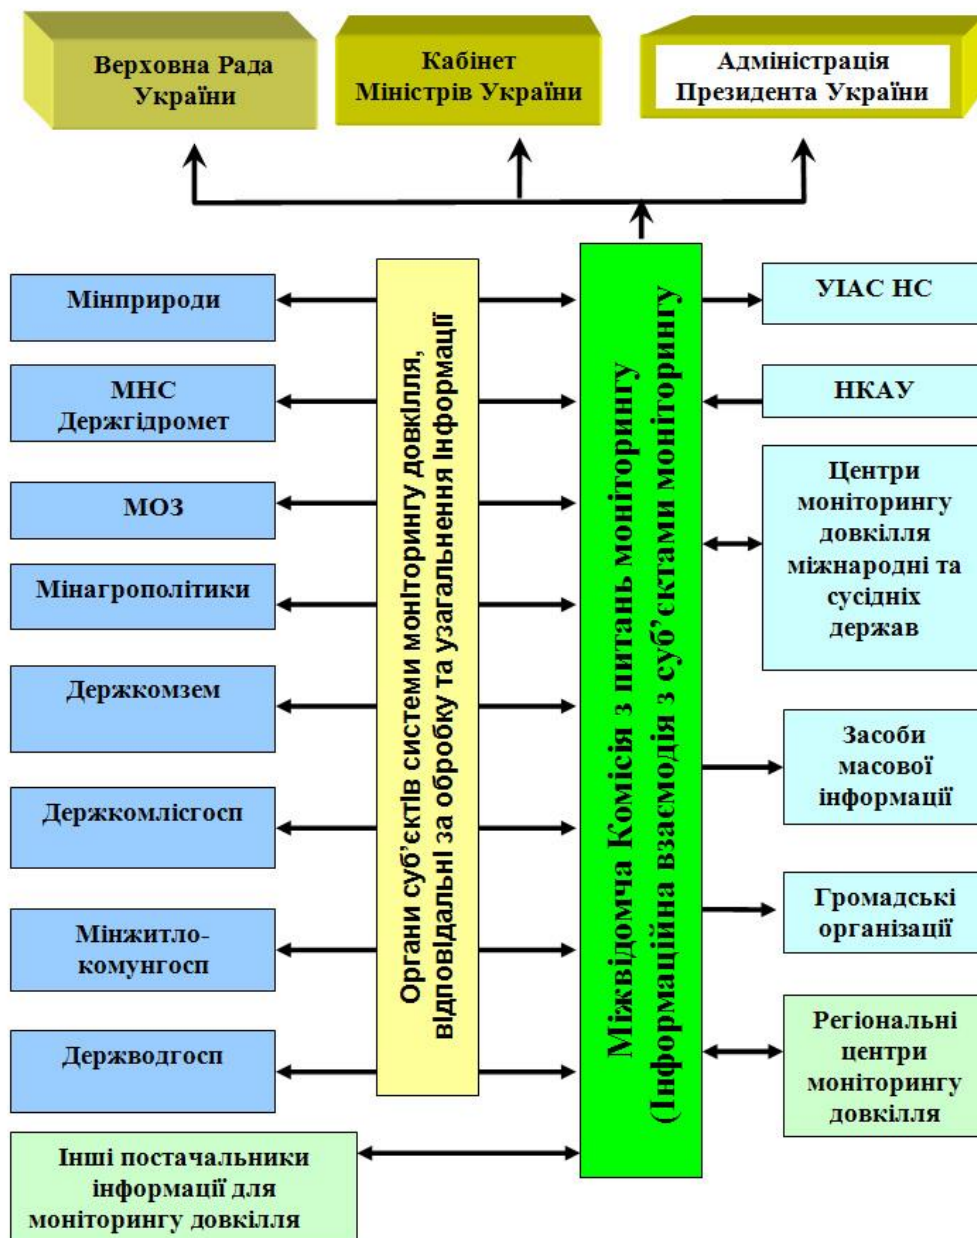 Верховна Рада
України
Кабінет
Міністрів України
Адміністрація
Президента України
Мінприроди
МНС
Держгідромет
МОЗ
Мінагрополітики
Держкомзем
Держкомлісгосп
Мінжитло-
комунгосп
Держводгосп
Інші постачальники
інформації для
моніторингу довкілля
Органи суб’єктів системи моніторингу довкілля,
відповідальні за обробку та узагальнення Інформації
Міжвідомча Комісія з питань моніторингу
(Інформаційна взаємодія з суб’єктами моніторингу
УІАС НС
НКАУ
Центри
моніторингу
довкілля
міжнародні та
сусідніх
держав
Засоби
масової
інформації
Громадські
організації
Регіональні
центри
моніторингу
довкілля